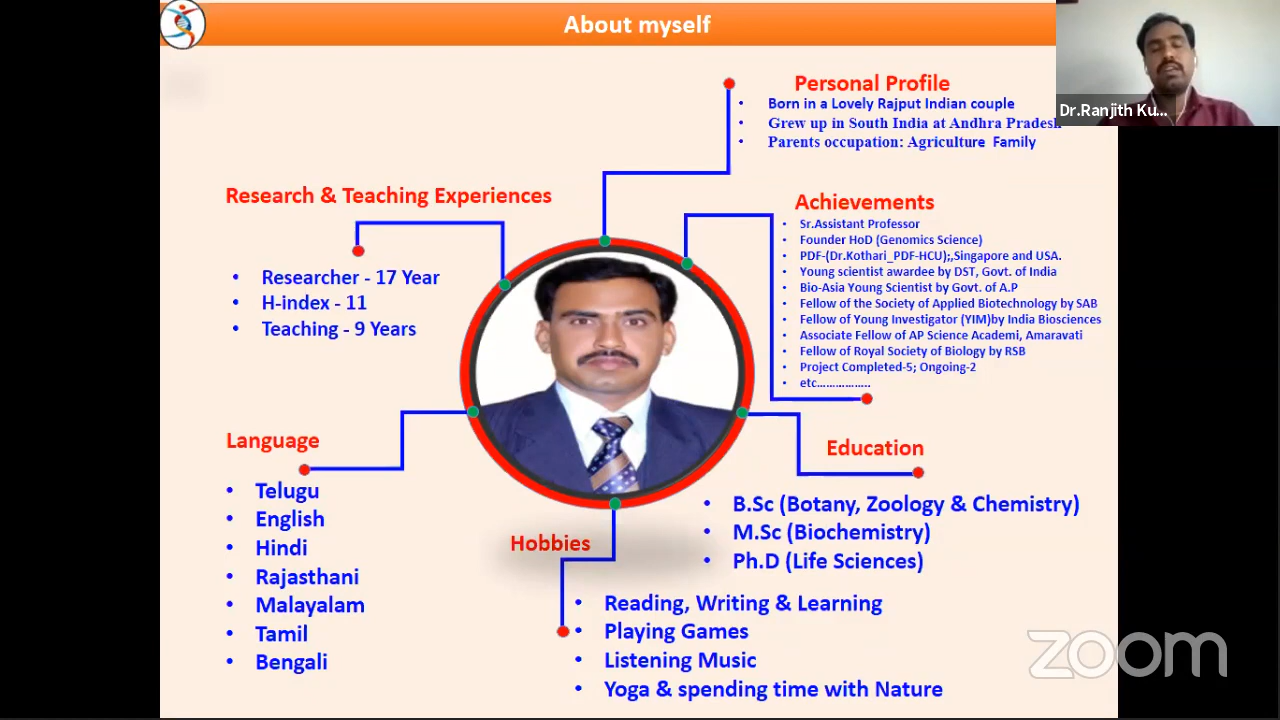 About myself
Dr.Ranjith Ku...
Personal Profile
• Born in a Lovely Rajput Indian couple
• Grew up in South India at Andhra Pradesh
• Parents occupation: Agriculture Family
Research & Teaching Experiences
• Researcher - 17 Year
• H-index - 11
• Teaching - 9 Years
Achievements
• Sr.Assistant Professor
• Founder HoD (Genomics Science)
• PDF-(Dr.Kothari_PDF-HCU);,Singapore and USA.
• Young scientist awardee by DST, Govt. of India
• Bio-Asia Young Scientist by Govt. of A.P
• Fellow of the Society of Applied Biotechnology by SAB
• Fellow of Young Investigator (YIM)by India Biosciences
• Associate Fellow of AP Science Academi, Amaravati
• Fellow of Royal Society of Biology by RSB
• Project Completed-5; Ongoing-2
• etc................
Language
• Telugu
• English
• Hindi
• Rajasthani
• Malayalam
• Tamil
• Bengali
Education
• B.Sc (Botany, Zoology & Chemistry)
• M.Sc (Biochemistry)
• Ph.D (Life Sciences)
Hobbies
• Reading, Writing & Learning
• Playing Games
• Listening Music
• Yoga & spending time with Nature
zoom